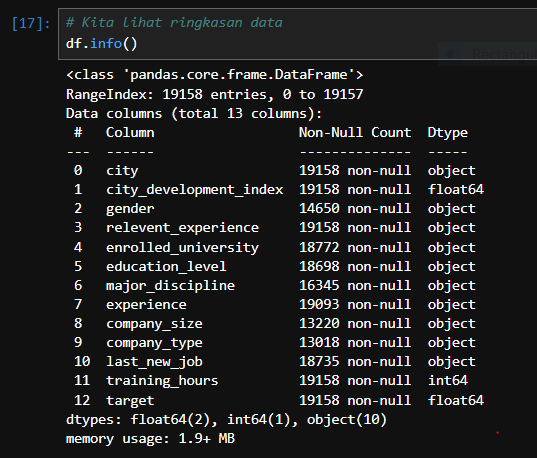 [17]: # Kita lihat ringkasan data
df.info()
<class 'pandas.core.frame.DataFrame'>
RangeIndex: 19158 entries, 0 to 19157
Data columns (total 13 columns):
 #   Column                  Non-Null Count  Dtype
---  ------                  --------------  -----
 0   city                    19158 non-null  object
 1   city_development_index  19158 non-null  float64
 2   gender                  14650 non-null  object
 3   relevent_experience     19158 non-null  object
 4   enrolled_university     18772 non-null  object
 5   education_level         18698 non-null  object
 6   major_discipline        16345 non-null  object
 7   experience              19093 non-null  object
 8   company_size            13220 non-null  object
 9   company_type            13018 non-null  object
 10  last_new_job            18735 non-null  object
 11  training_hours          19158 non-null  int64
 12  target                  19158 non-null  float64
dtypes: float64(2), int64(1), object(10)
memory usage: 1.9+ MB